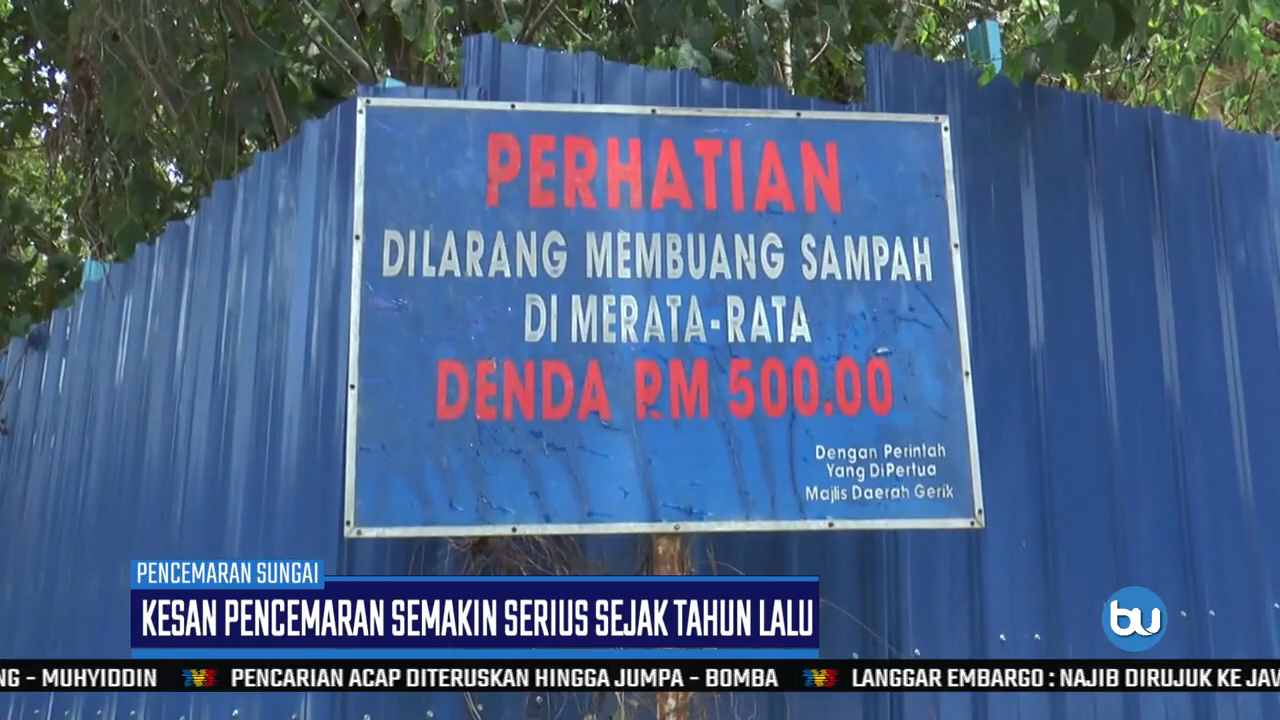 PERHATIAN
DILARANG MEMBUANG SAMPAH
DI MERATA-RATA
DENDA RM 500.00
Dengan Perintah
Yang DiPertua
Majlis Daerah Gerik
PENCEMARAN SUNGAI
KESAN PENCEMARAN SEMAKIN SERIUS SEJAK TAHUN LALU
bu
NG - MUHYIDDIN PENCARIAN ACAP DITERUSKAN HINGGA JUMPA - BOMBA LANGGAR EMBARGO : NAJIB DIRUJUK KE JAW